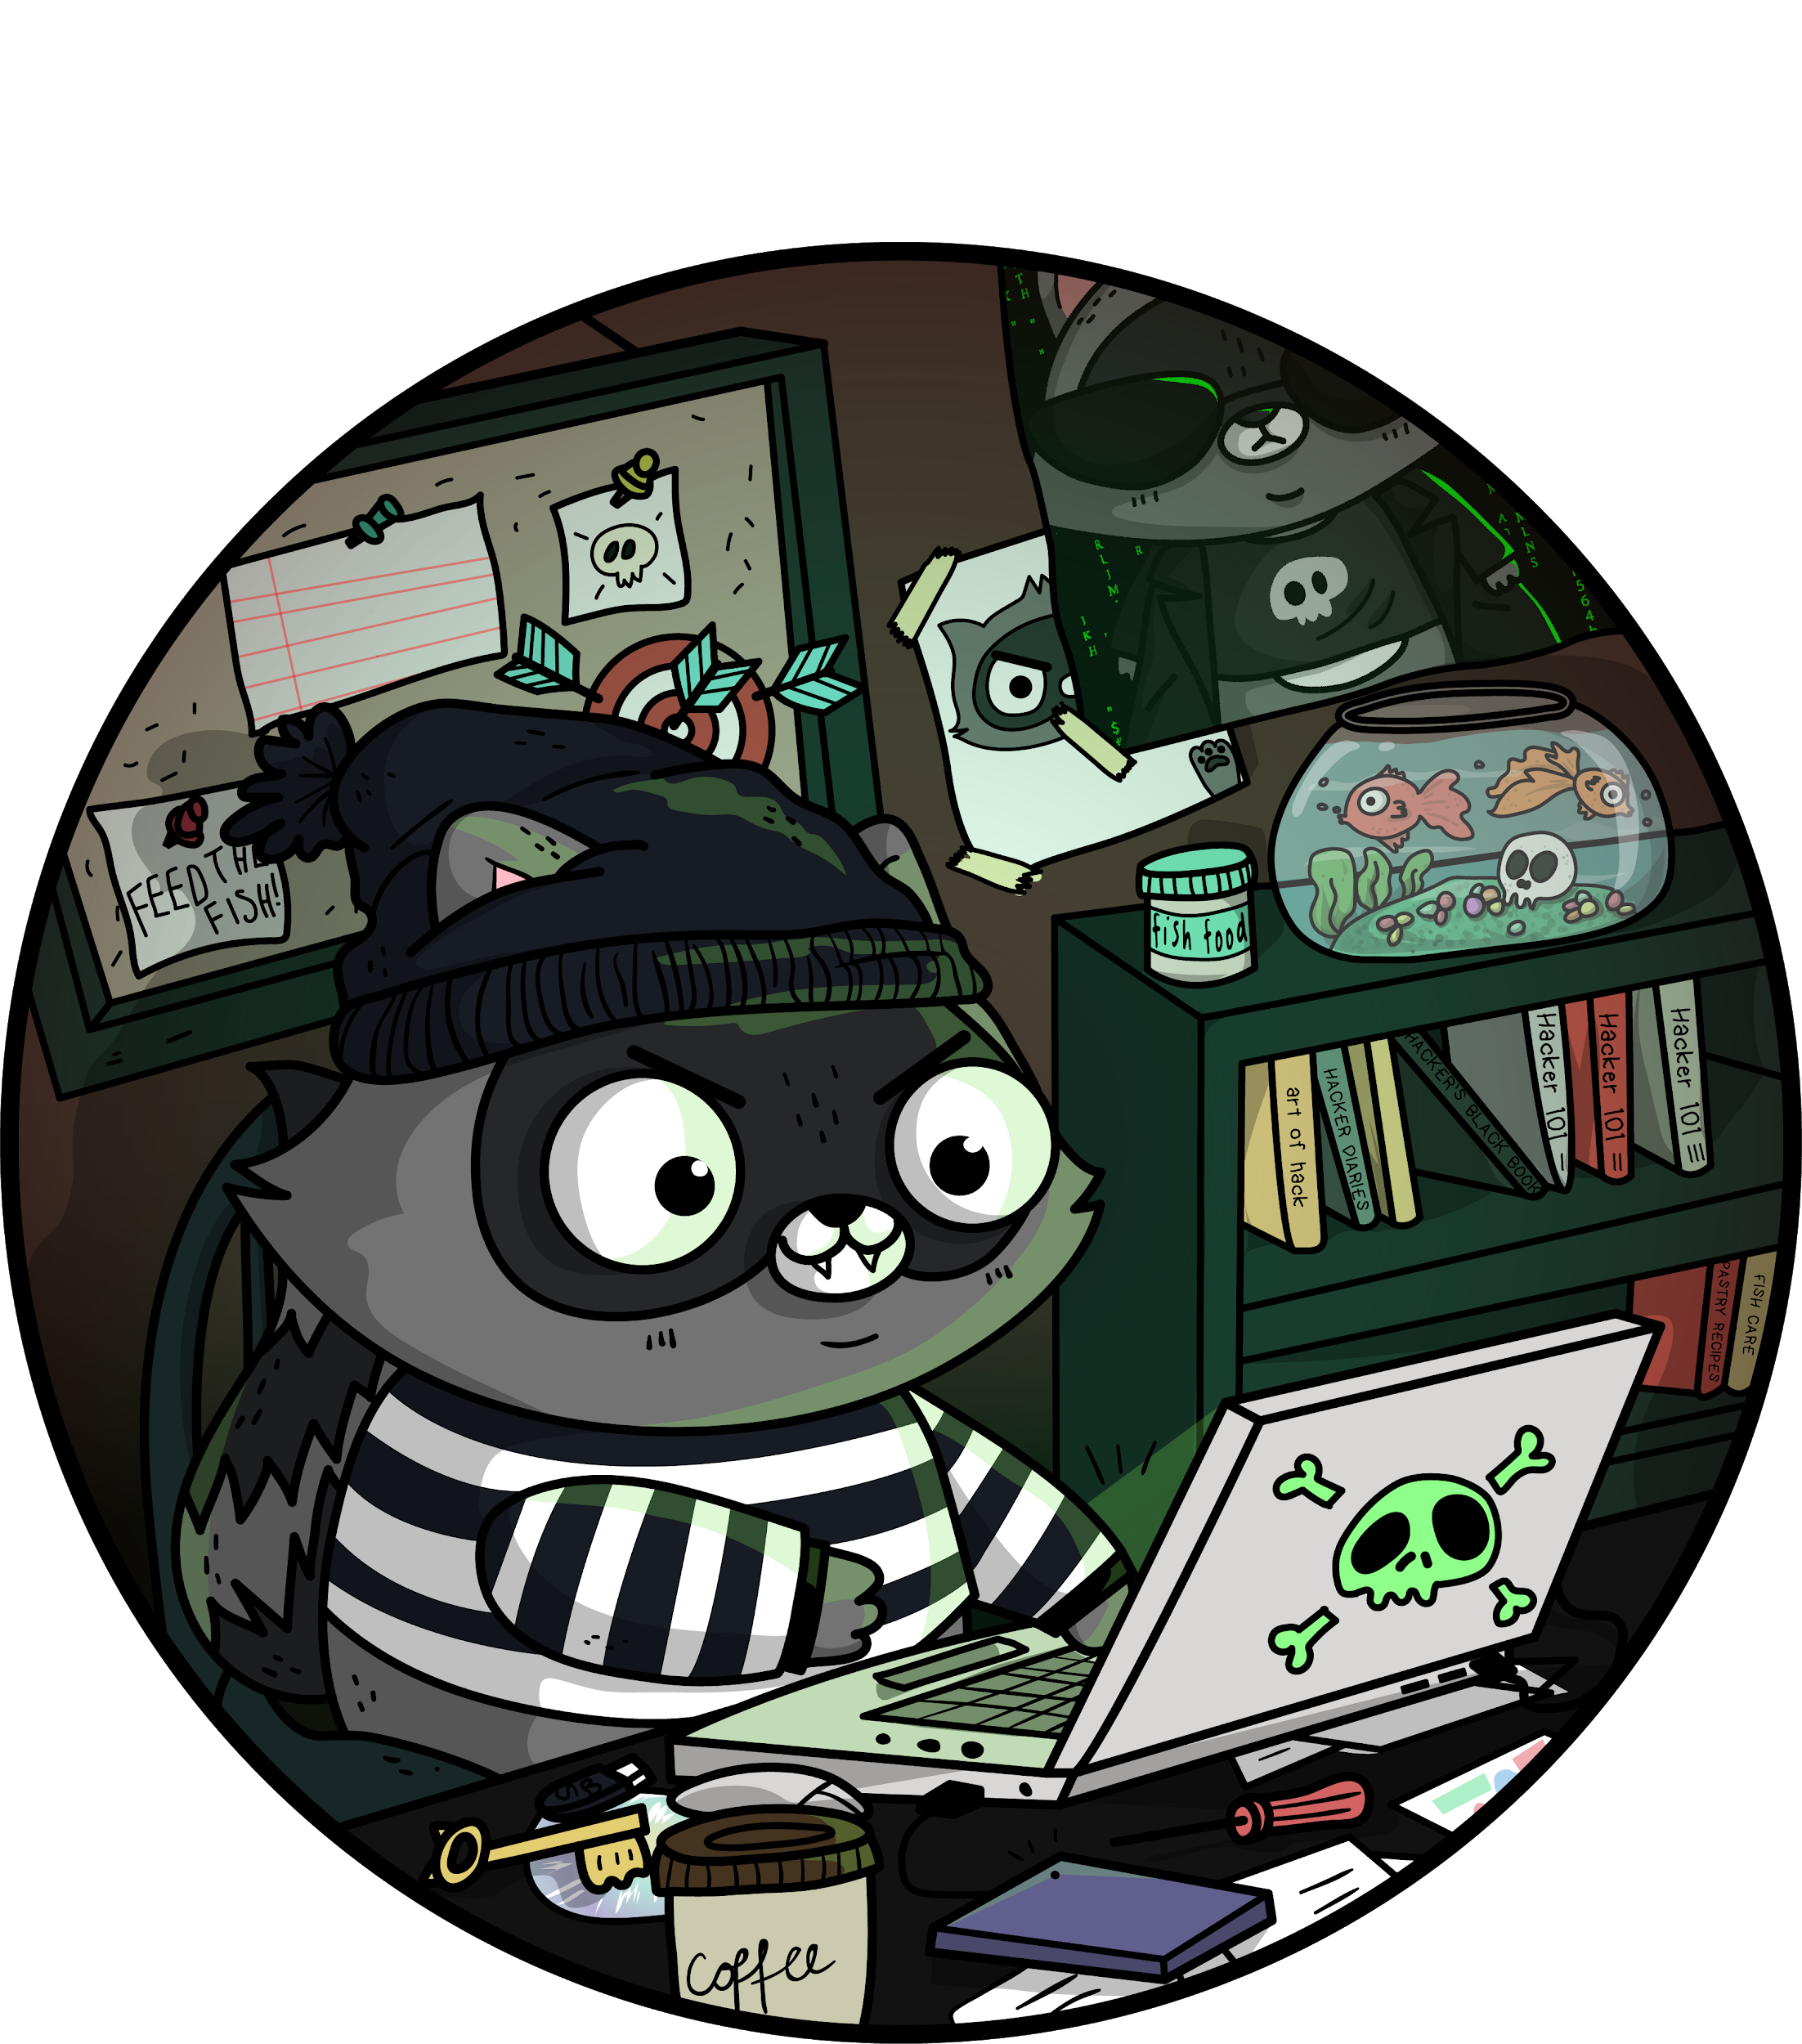 FEED THE
FISH!
fish food
art of hack
HACKER DIARIES
HACKER'S BLACK BOOK
Hacker 101 I
Hacker 101 II
Hacker 101 III
PASTRY RECIPES
FISH CARE
USB
Coffee